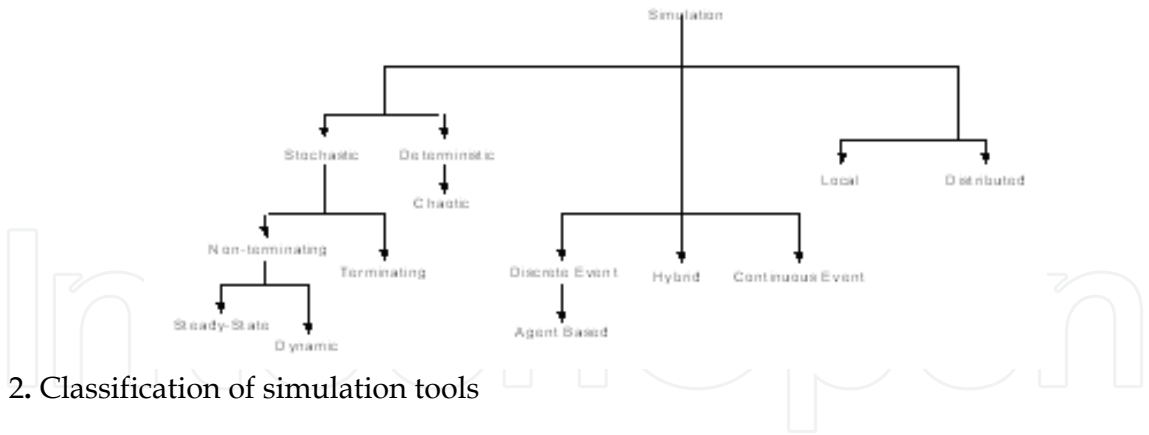 Simulation
Stochastic
Deterministic
Chaotic
Local
Distributed
Non-terminating
Terminating
Discrete Event
Hybrid
Continuous Event
Steady-State
Dynamic
Agent Based
2. Classification of simulation tools